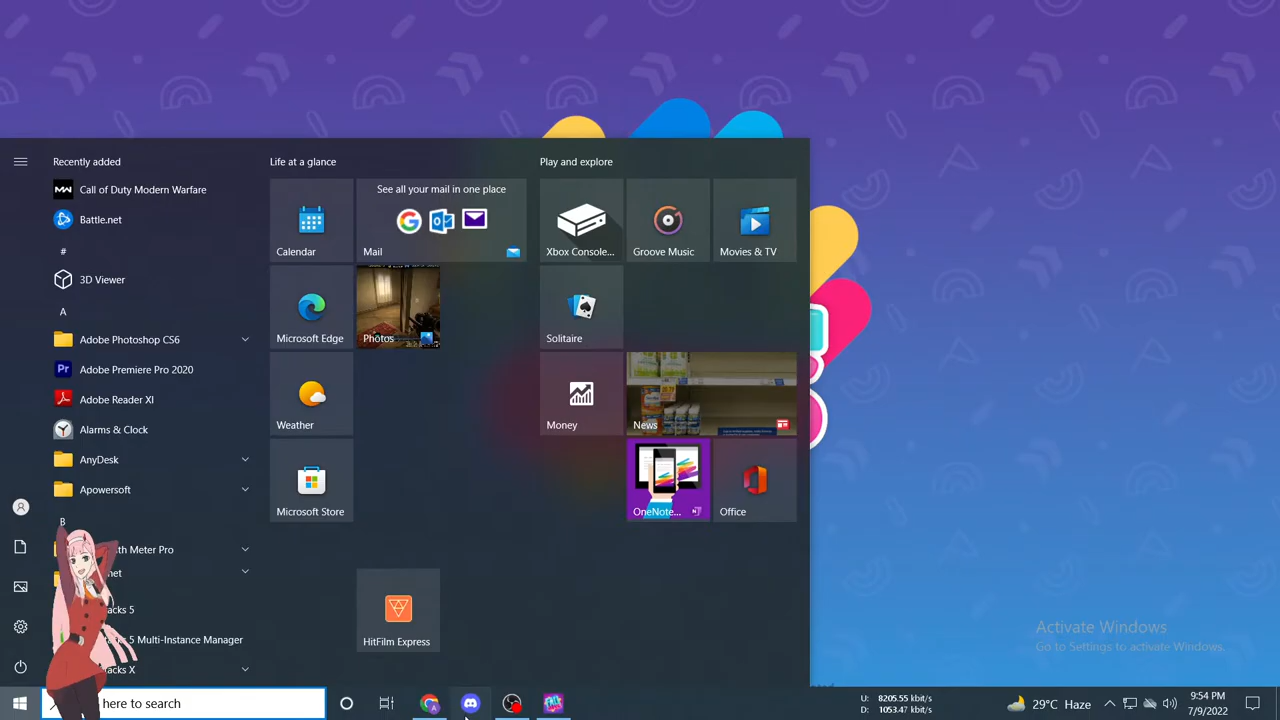 Recently added
Call of Duty Modern Warfare
Battle.net
#
3D Viewer
A
Adobe Photoshop CS6
Pr
Adobe Premiere Pro 2020
Adobe Reader XI
Alarms & Clock
AnyDesk
Apowersoft
B
th Meter Pro
net
acks 5
5 Multi-Instance Manager
acks X
Life at a glance
Calendar
See all your mail in one place
Mail
Microsoft Edge
Photos
Weather
Microsoft Store
HitFilm Express
Play and explore
Xbox Console...
Groove Music
Movies & TV
Solitaire
Money
News
OneNote...
Office
Activate Windows
Go to Settings to activate Windows.
here to search
U: 8205.55 kbit/s
D: 1053.47 kbit/s
29°C Haze
9:54 PM
7/9/2022